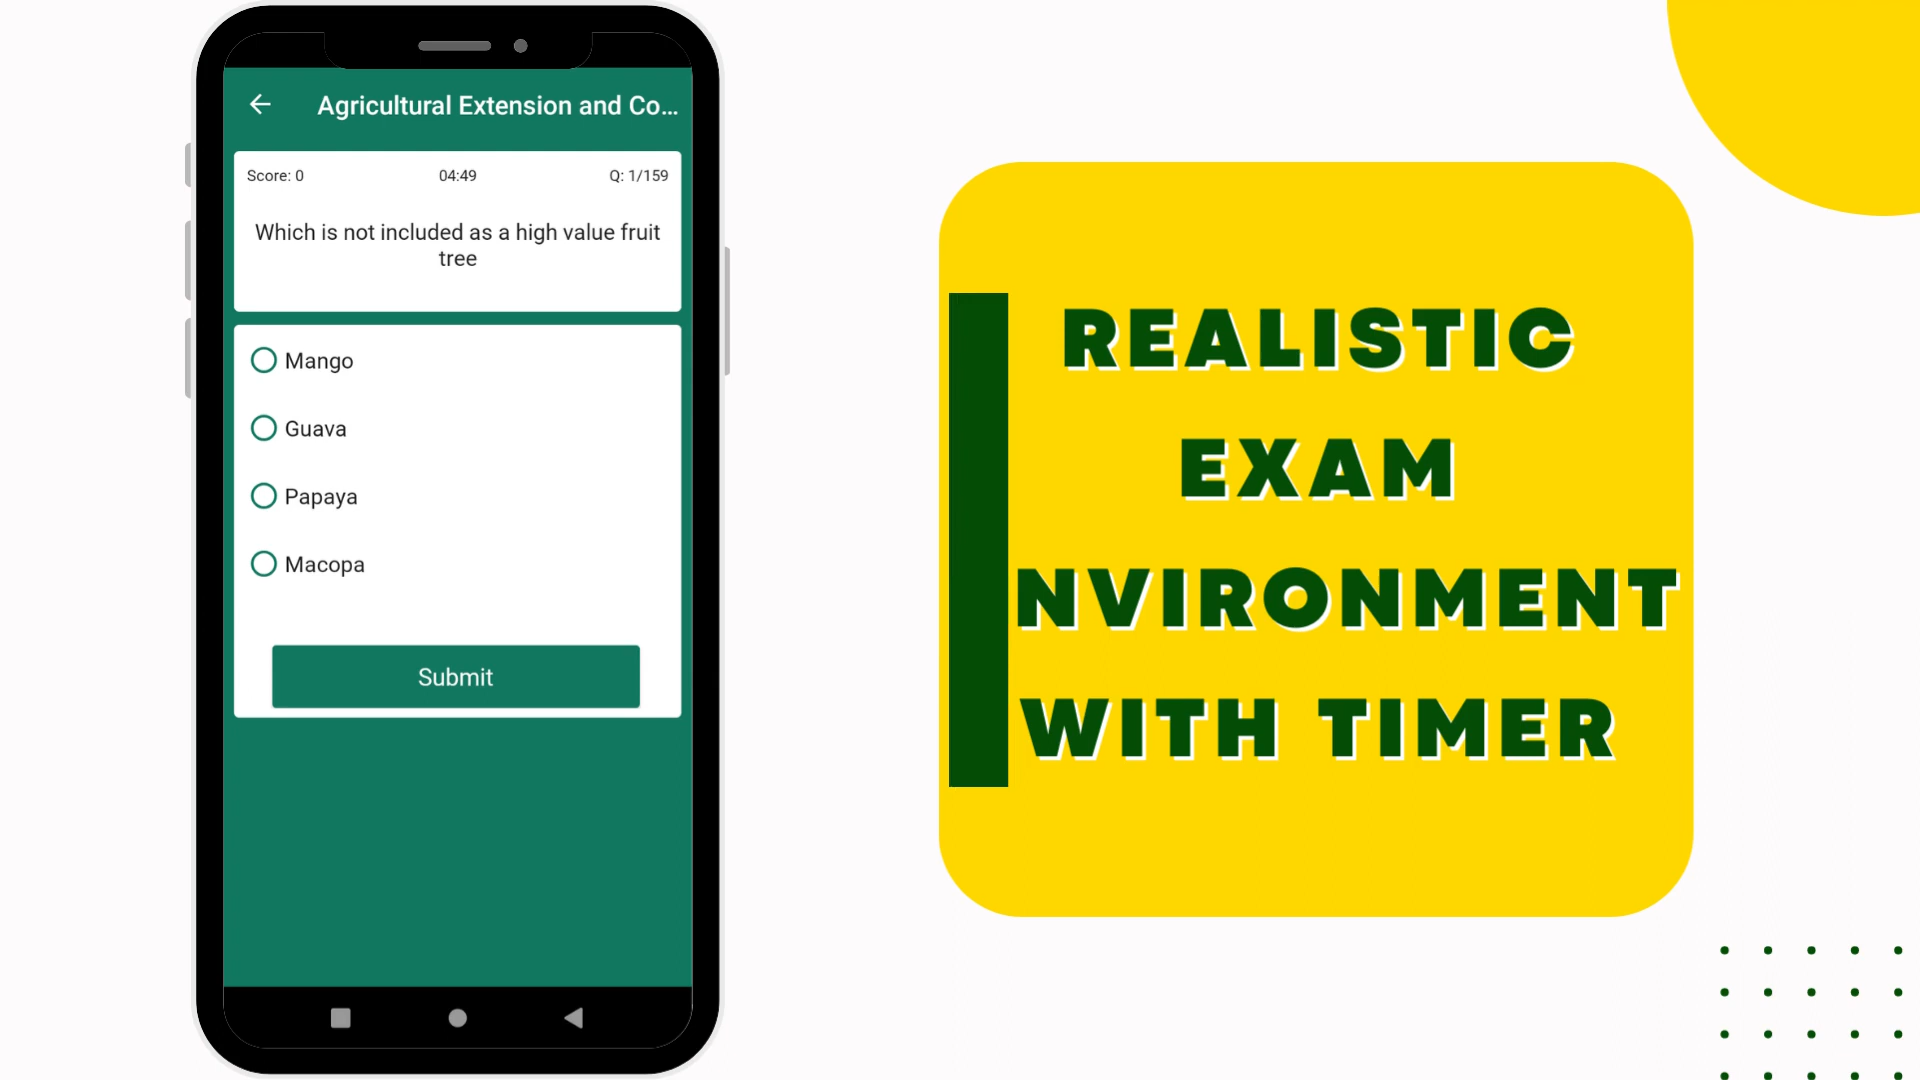 Agricultural Extension and Co...
Score: 0 04:49 Q: 1/159
Which is not included as a high value fruit
tree
Mango
Guava
Papaya
Macopa
Submit
REALISTIC
EXAM
NVIRONMENT
WITH TIMER